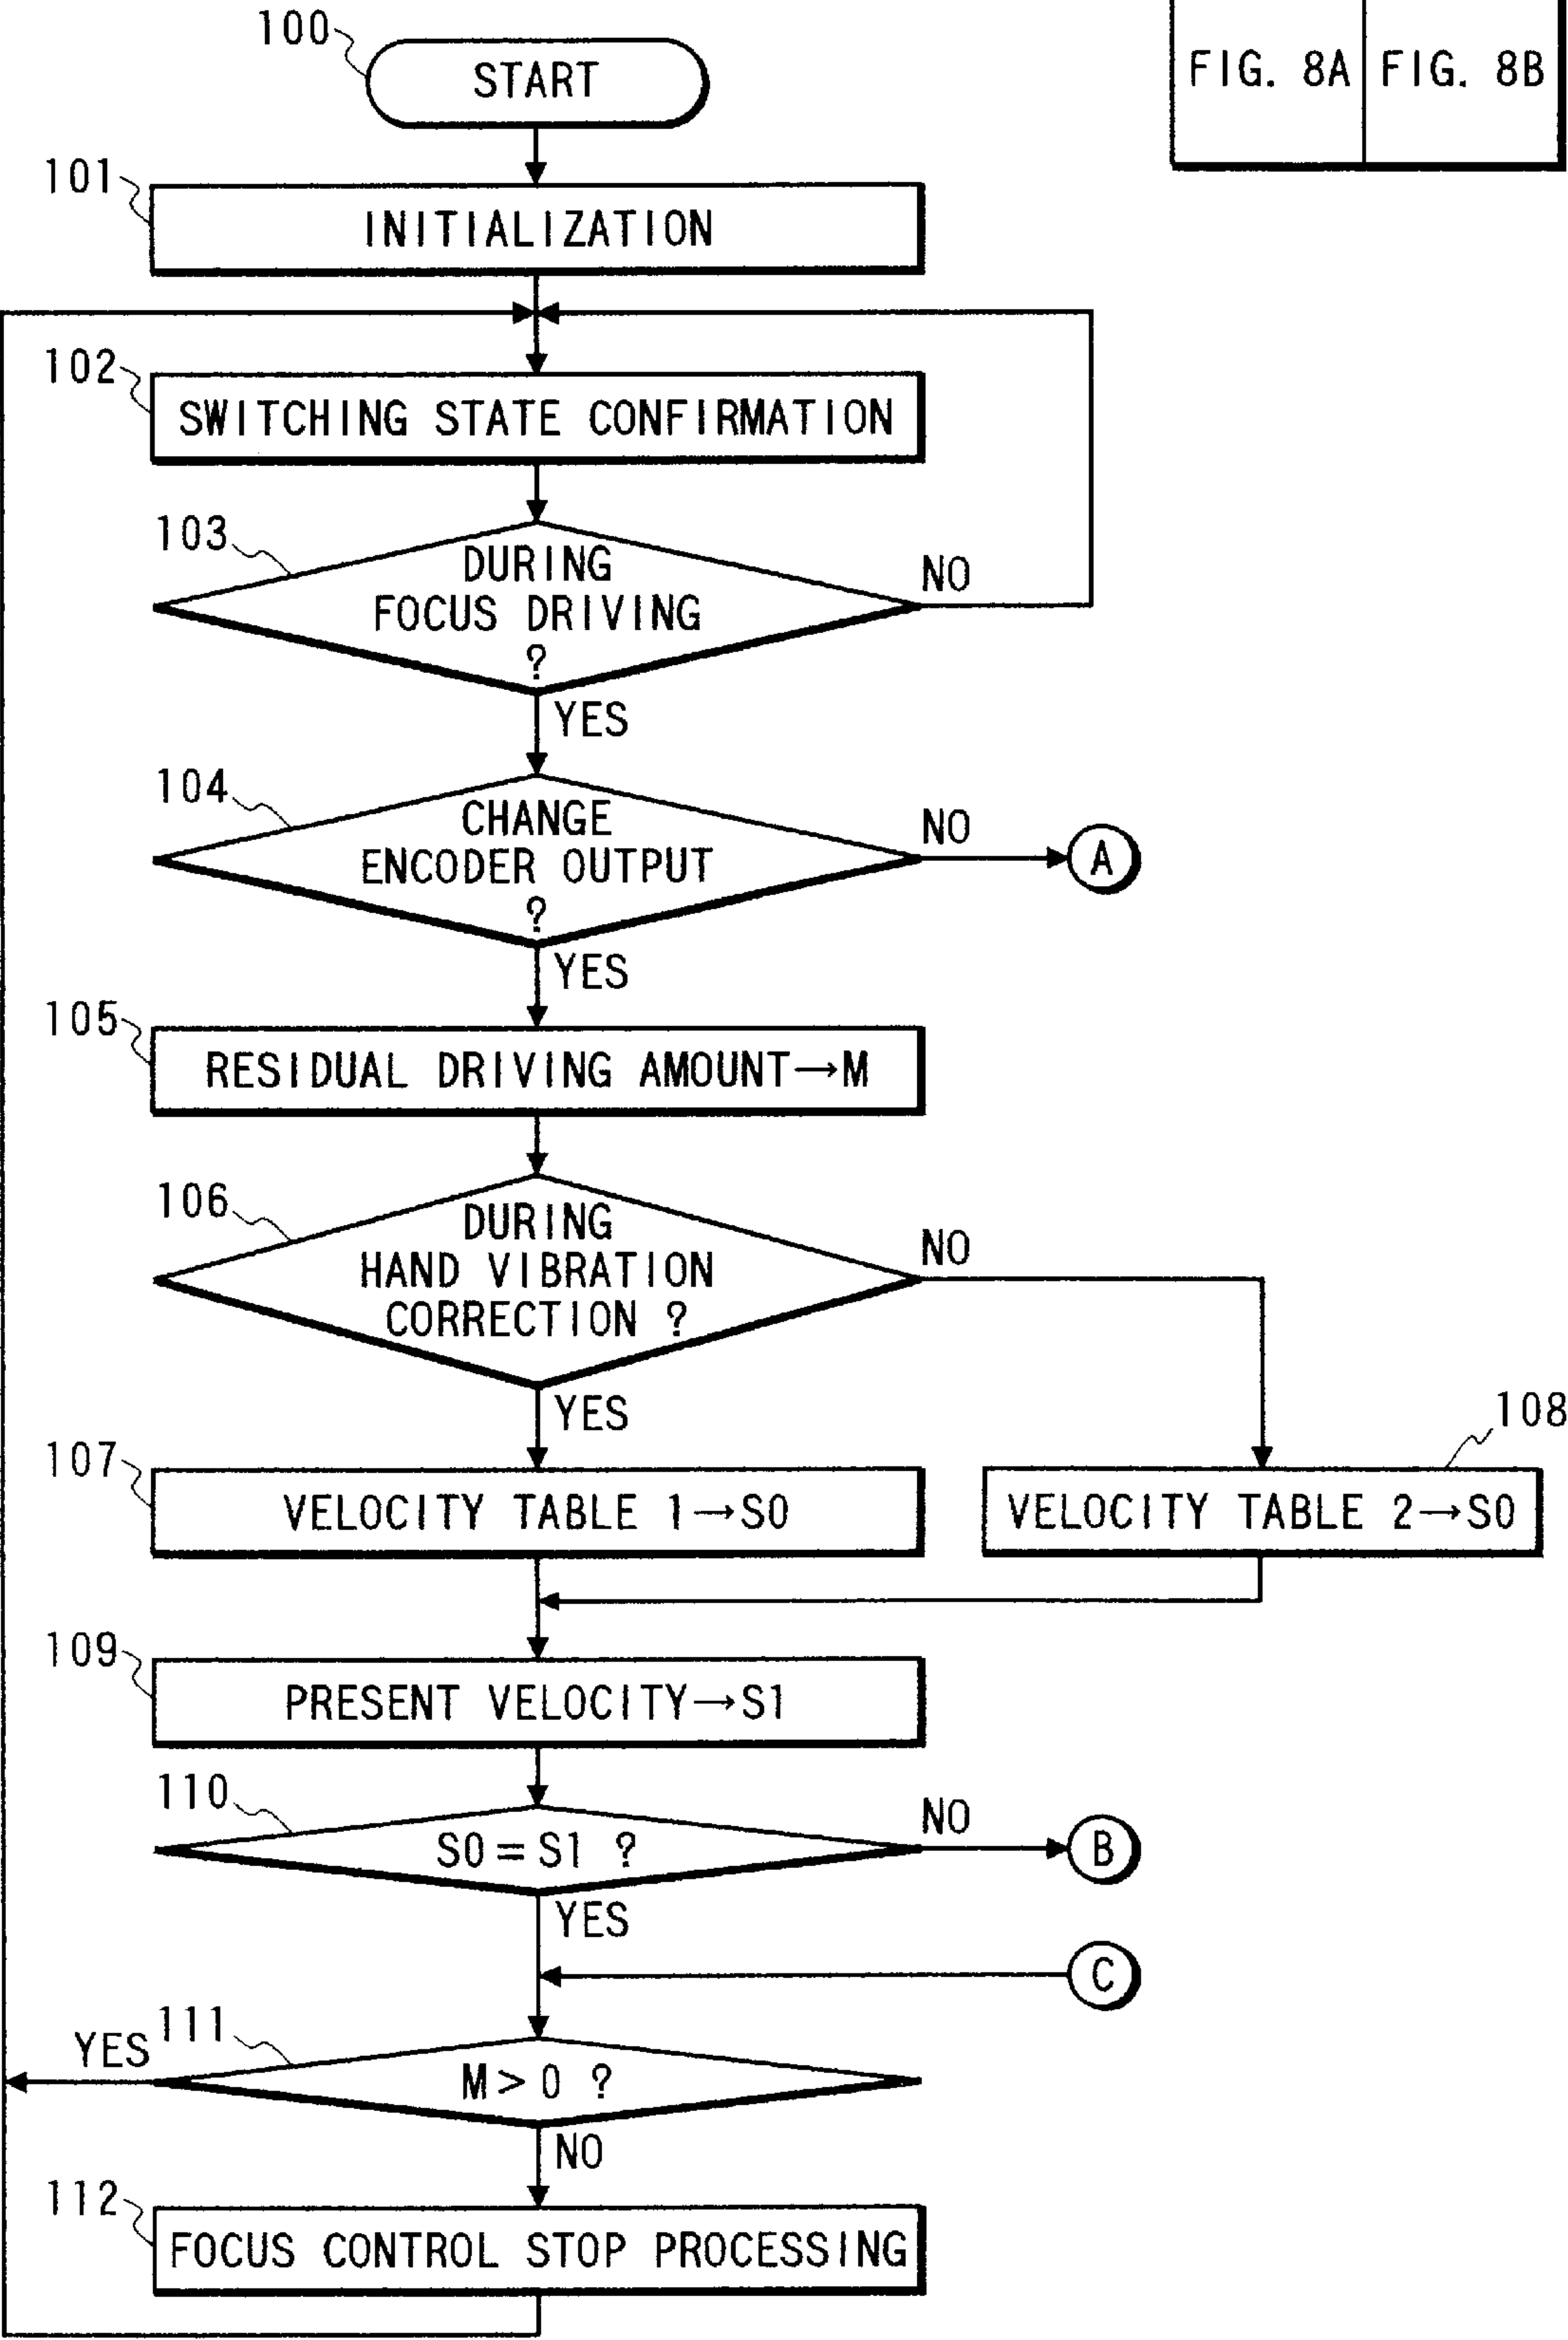 100
START
FIG. 8A
FIG. 8B
101
INITIALIZATION
102
SWITCHING STATE CONFIRMATION
103
DURING
FOCUS DRIVING
?
NO
YES
104
CHANGE
ENCODER OUTPUT
?
NO
A
YES
105
RESIDUAL DRIVING AMOUNT→M
106
DURING
HAND VIBRATION
CORRECTION ?
NO
YES
107
VELOCITY TABLE 1→S0
108
VELOCITY TABLE 2→S0
109
PRESENT VELOCITY→S1
110
S0=S1 ?
NO
B
YES
C
111
YES
M>0 ?
NO
112
FOCUS CONTROL STOP PROCESSING